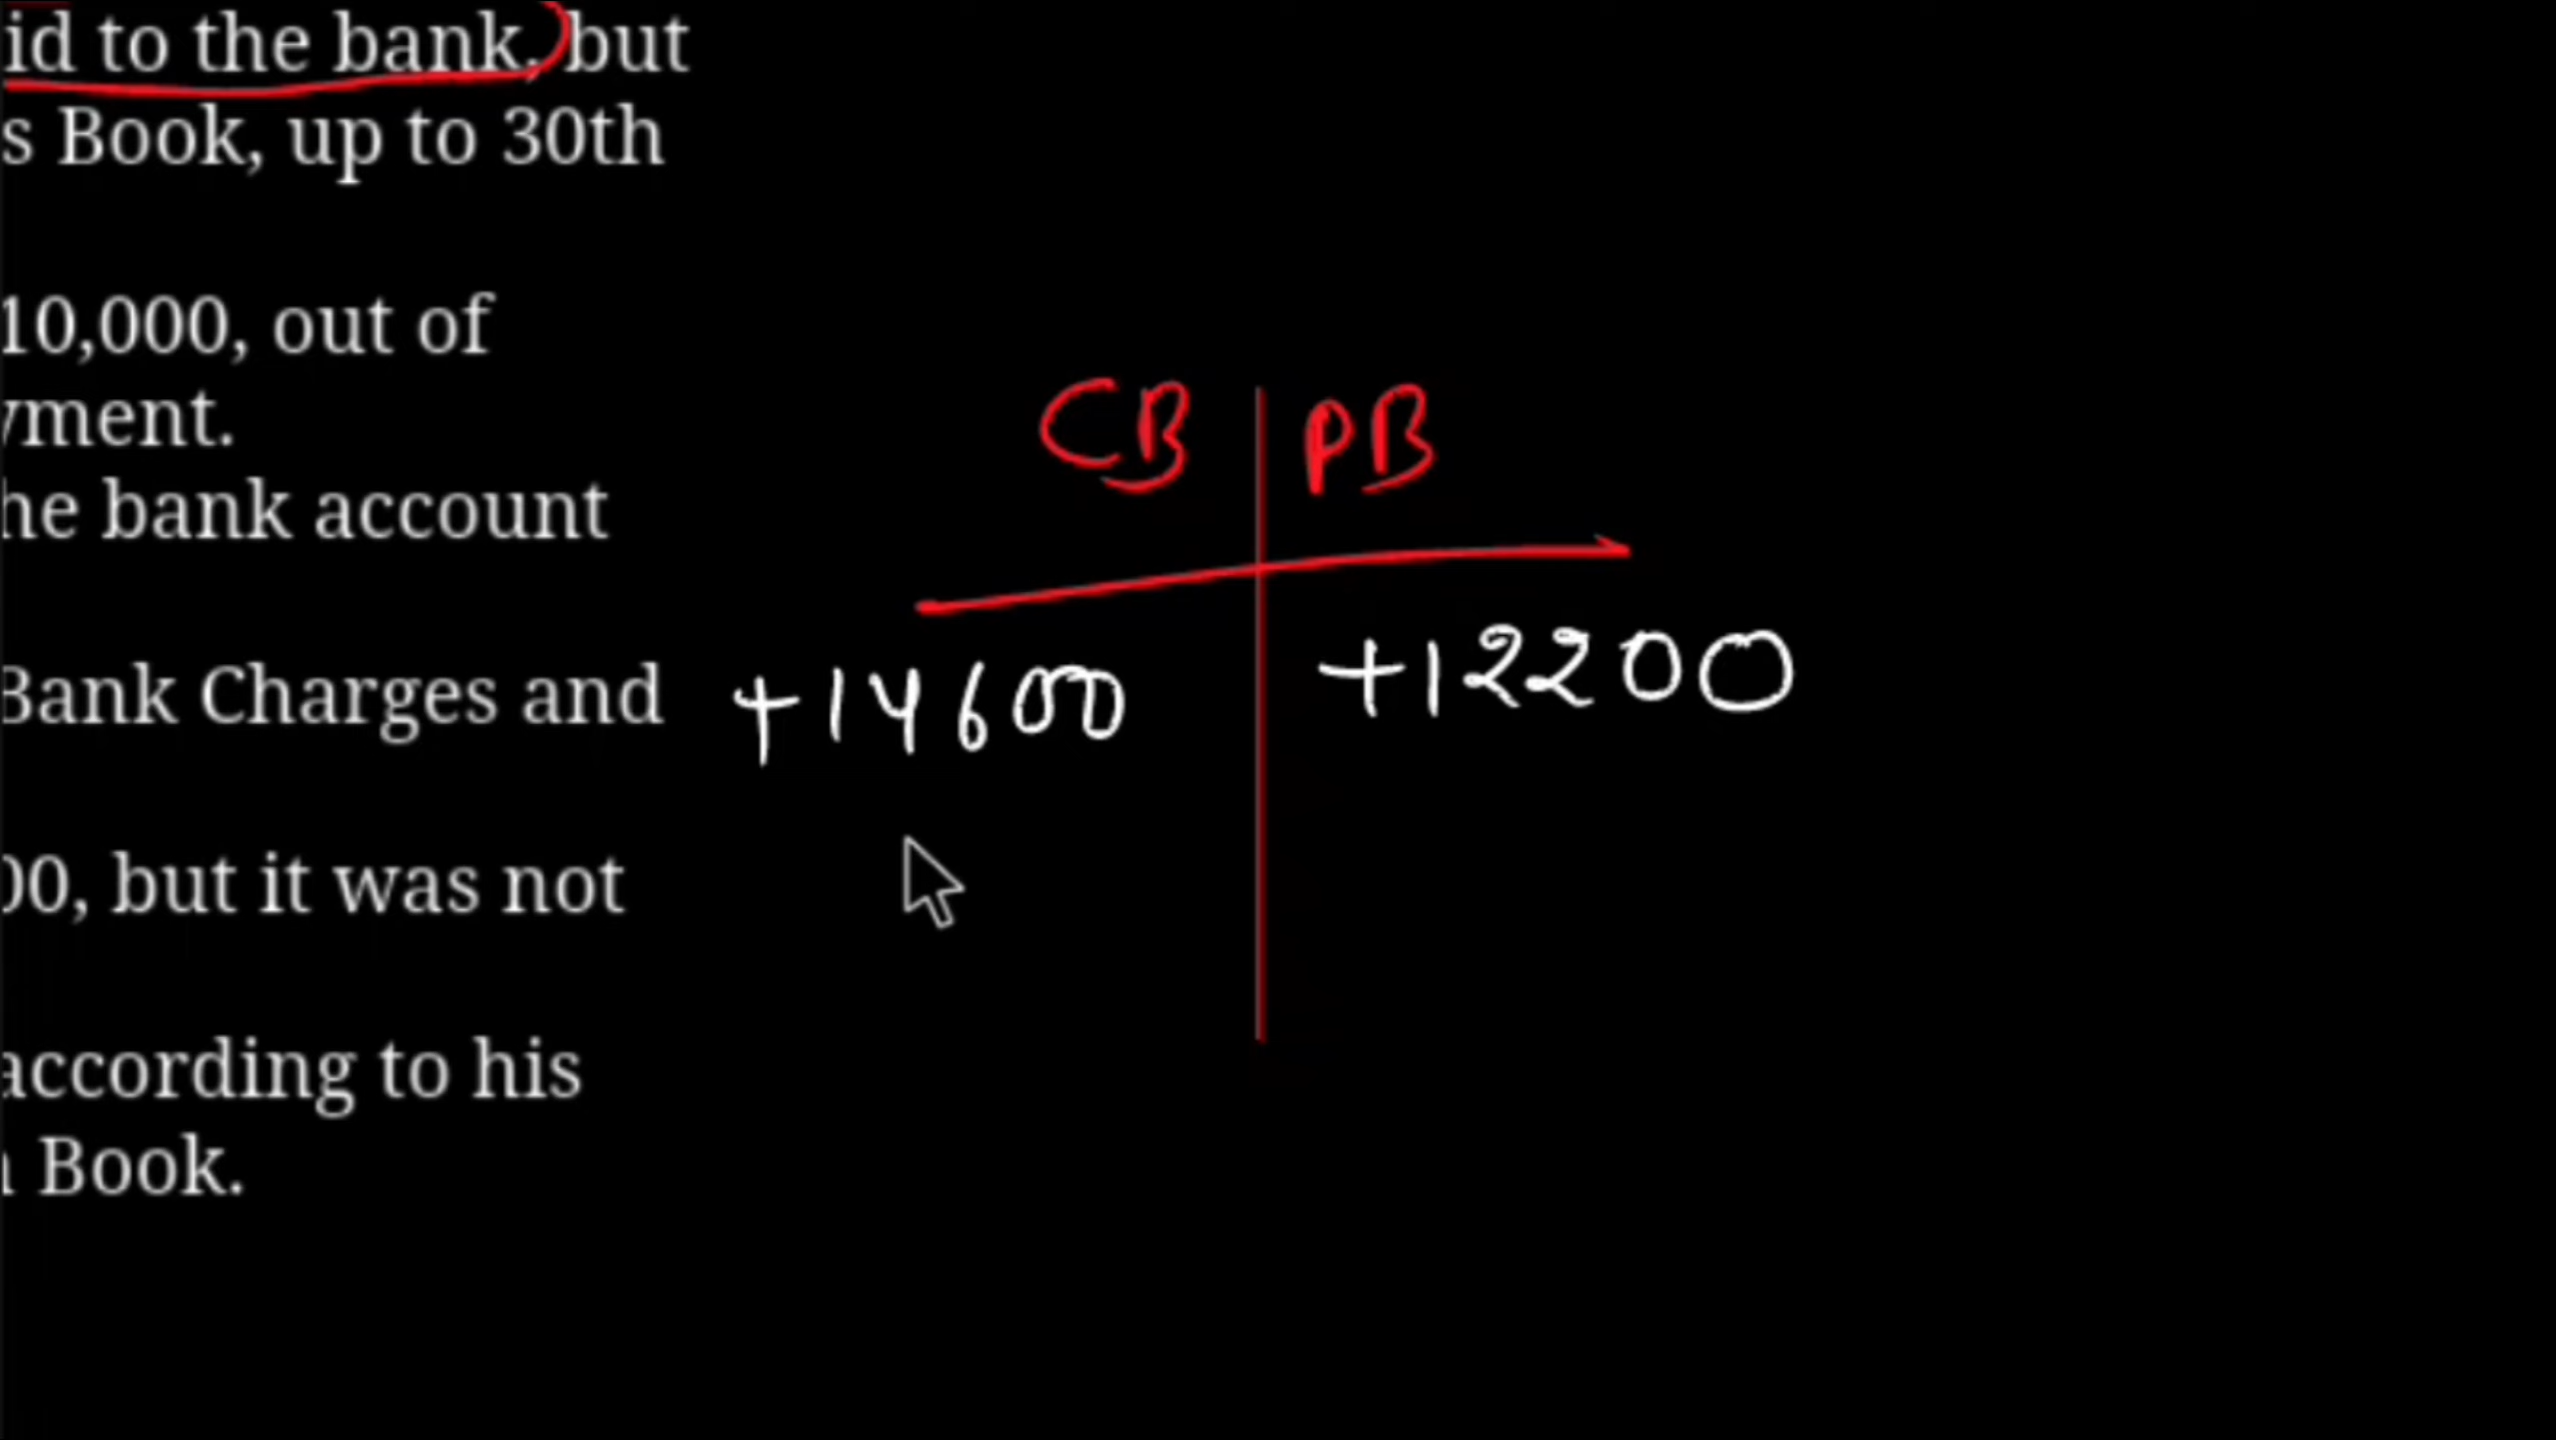 id to the bank, but
s Book, up to 30th
10,000, out of
yment.
he bank account
Bank Charges and
00, but it was not
according to his
Book.
CB PB
+14600 +12200